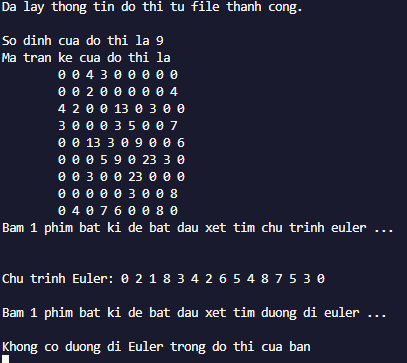 Da lay thong tin do thi tu file thanh cong.
So dinh cua do thi la 9
Ma tran ke cua do thi la
0 0 4 3 0 0 0 0 0
0 0 2 0 0 0 0 0 4
4 2 0 0 13 0 3 0 0
3 0 0 0 3 5 0 0 7
0 0 13 3 0 9 0 0 6
0 0 0 5 9 0 23 3 0
0 0 3 0 0 23 0 0 0
0 0 0 0 0 3 0 0 8
0 4 0 7 6 0 0 8 0
Bam 1 phim bat ki de bat dau xet tim chu trinh euler ...
Chu trinh Euler: 0 2 1 8 3 4 2 6 5 4 8 7 5 3 0
Bam 1 phim bat ki de bat dau xet tim duong di euler ...
Khong co duong di Euler trong do thi cua ban